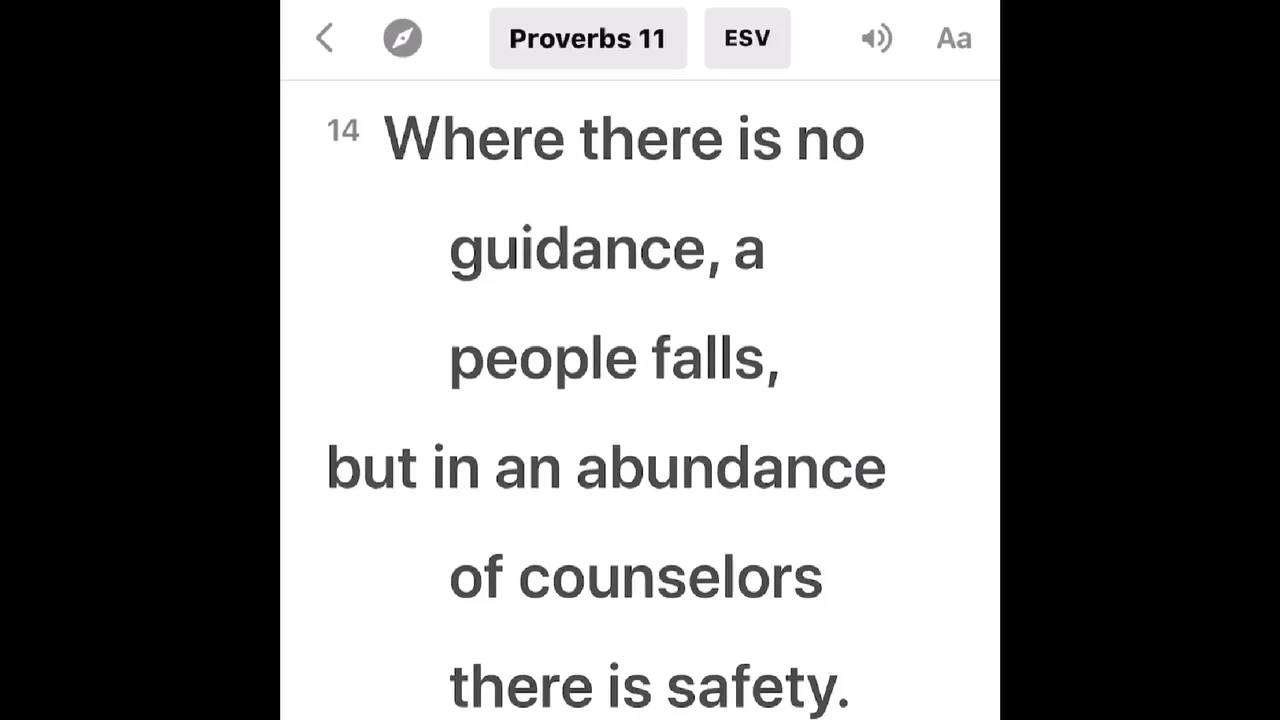 Proverbs 11 ESV Aa
14 Where there is no
guidance, a
people falls,
but in an abundance
of counselors
there is safety.